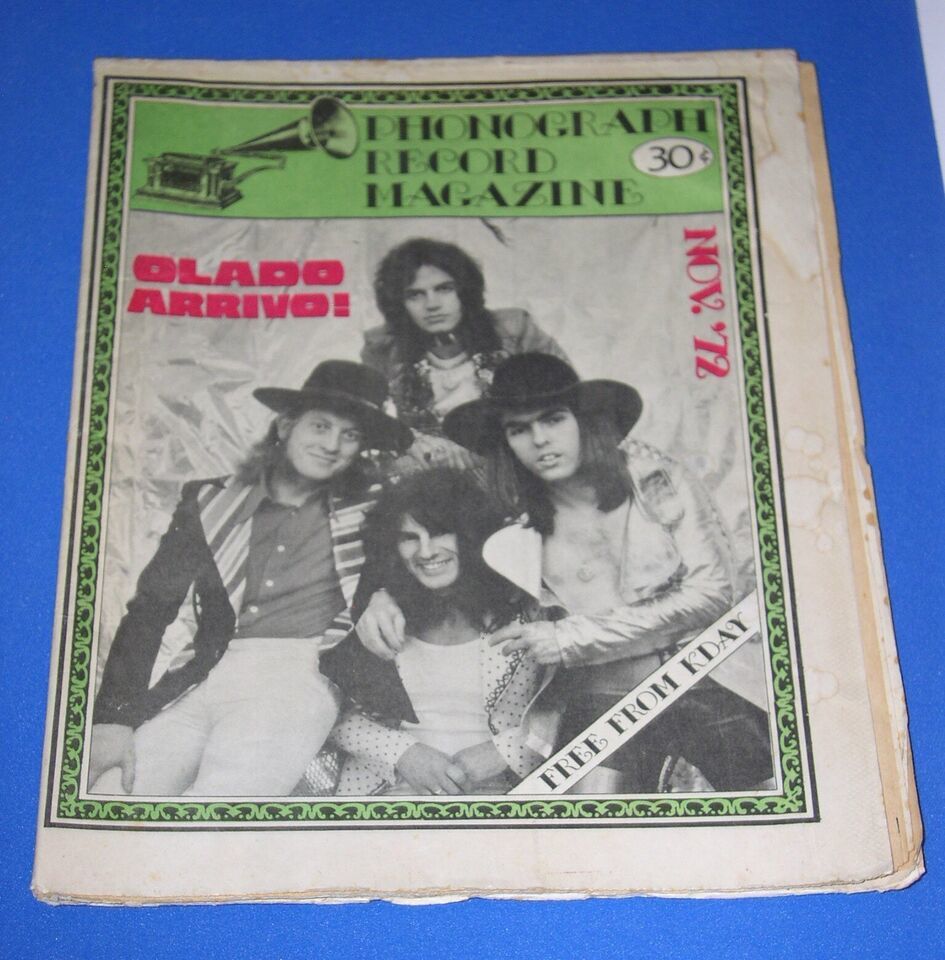 PHONOGRAPH
RECORD
MAGAZINE
30¢
OLADO
ARRIVO!
NOV. '72
FREE FROM KDAY